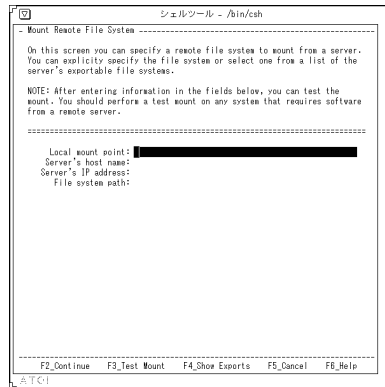 シェルツール - /bin/csh
- Mount Remote File System -
On this screen you can specify a remote file system to mount from a server.
You can explicity specify the file system or select one from a list of the
server's exportable file systems.
NOTE: After entering information in the fields below, you can test the
mount. You should perform a test mount on any system that requires software
from a remote server.
Local mount point:
Server's host name:
Server's IP address:
File system path:
F2_Continue F3_Test Mount F4_Show Exports F5_Cancel F6_Help